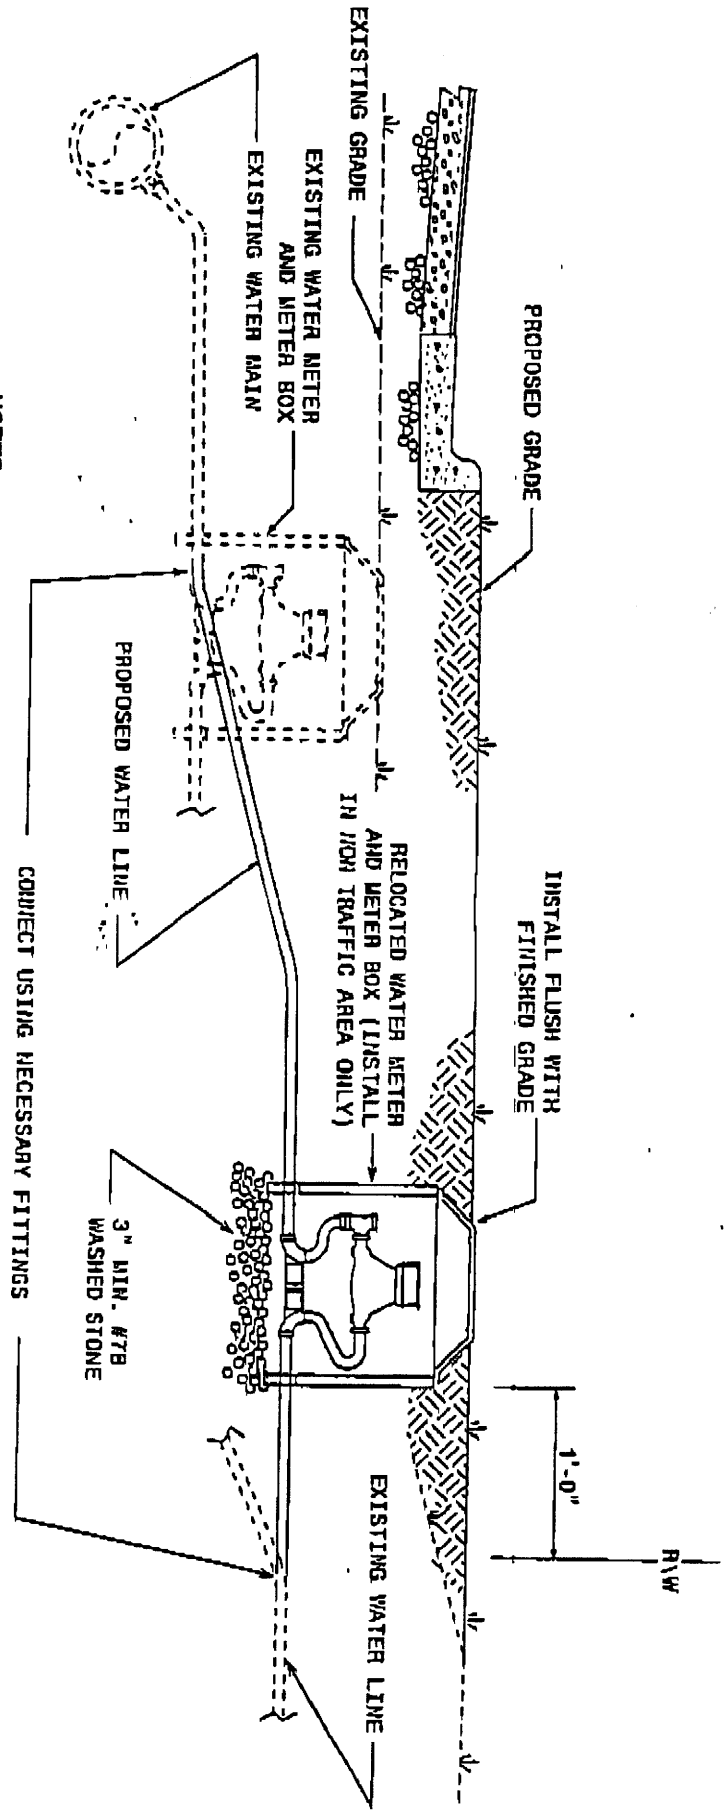 R\W
1'-0"
INSTALL FLUSH WITH
FINISHED GRADE
PROPOSED GRADE
EXISTING GRADE
RELOCATED WATER METER
AND METER BOX (INSTALL
IN NON TRAFFIC AREA ONLY)
EXISTING WATER METER
AND METER BOX
EXISTING WATER MAIN
EXISTING WATER LINE
PROPOSED WATER LINE
3" MIN. #78
WASHED STONE
CONNECT USING NECESSARY FITTINGS